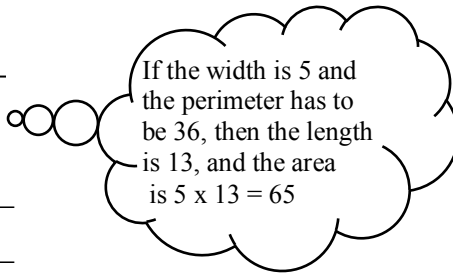 If the width is 5 and
the perimeter has to
be 36, then the length
is 13, and the area
is 5 x 13 = 65